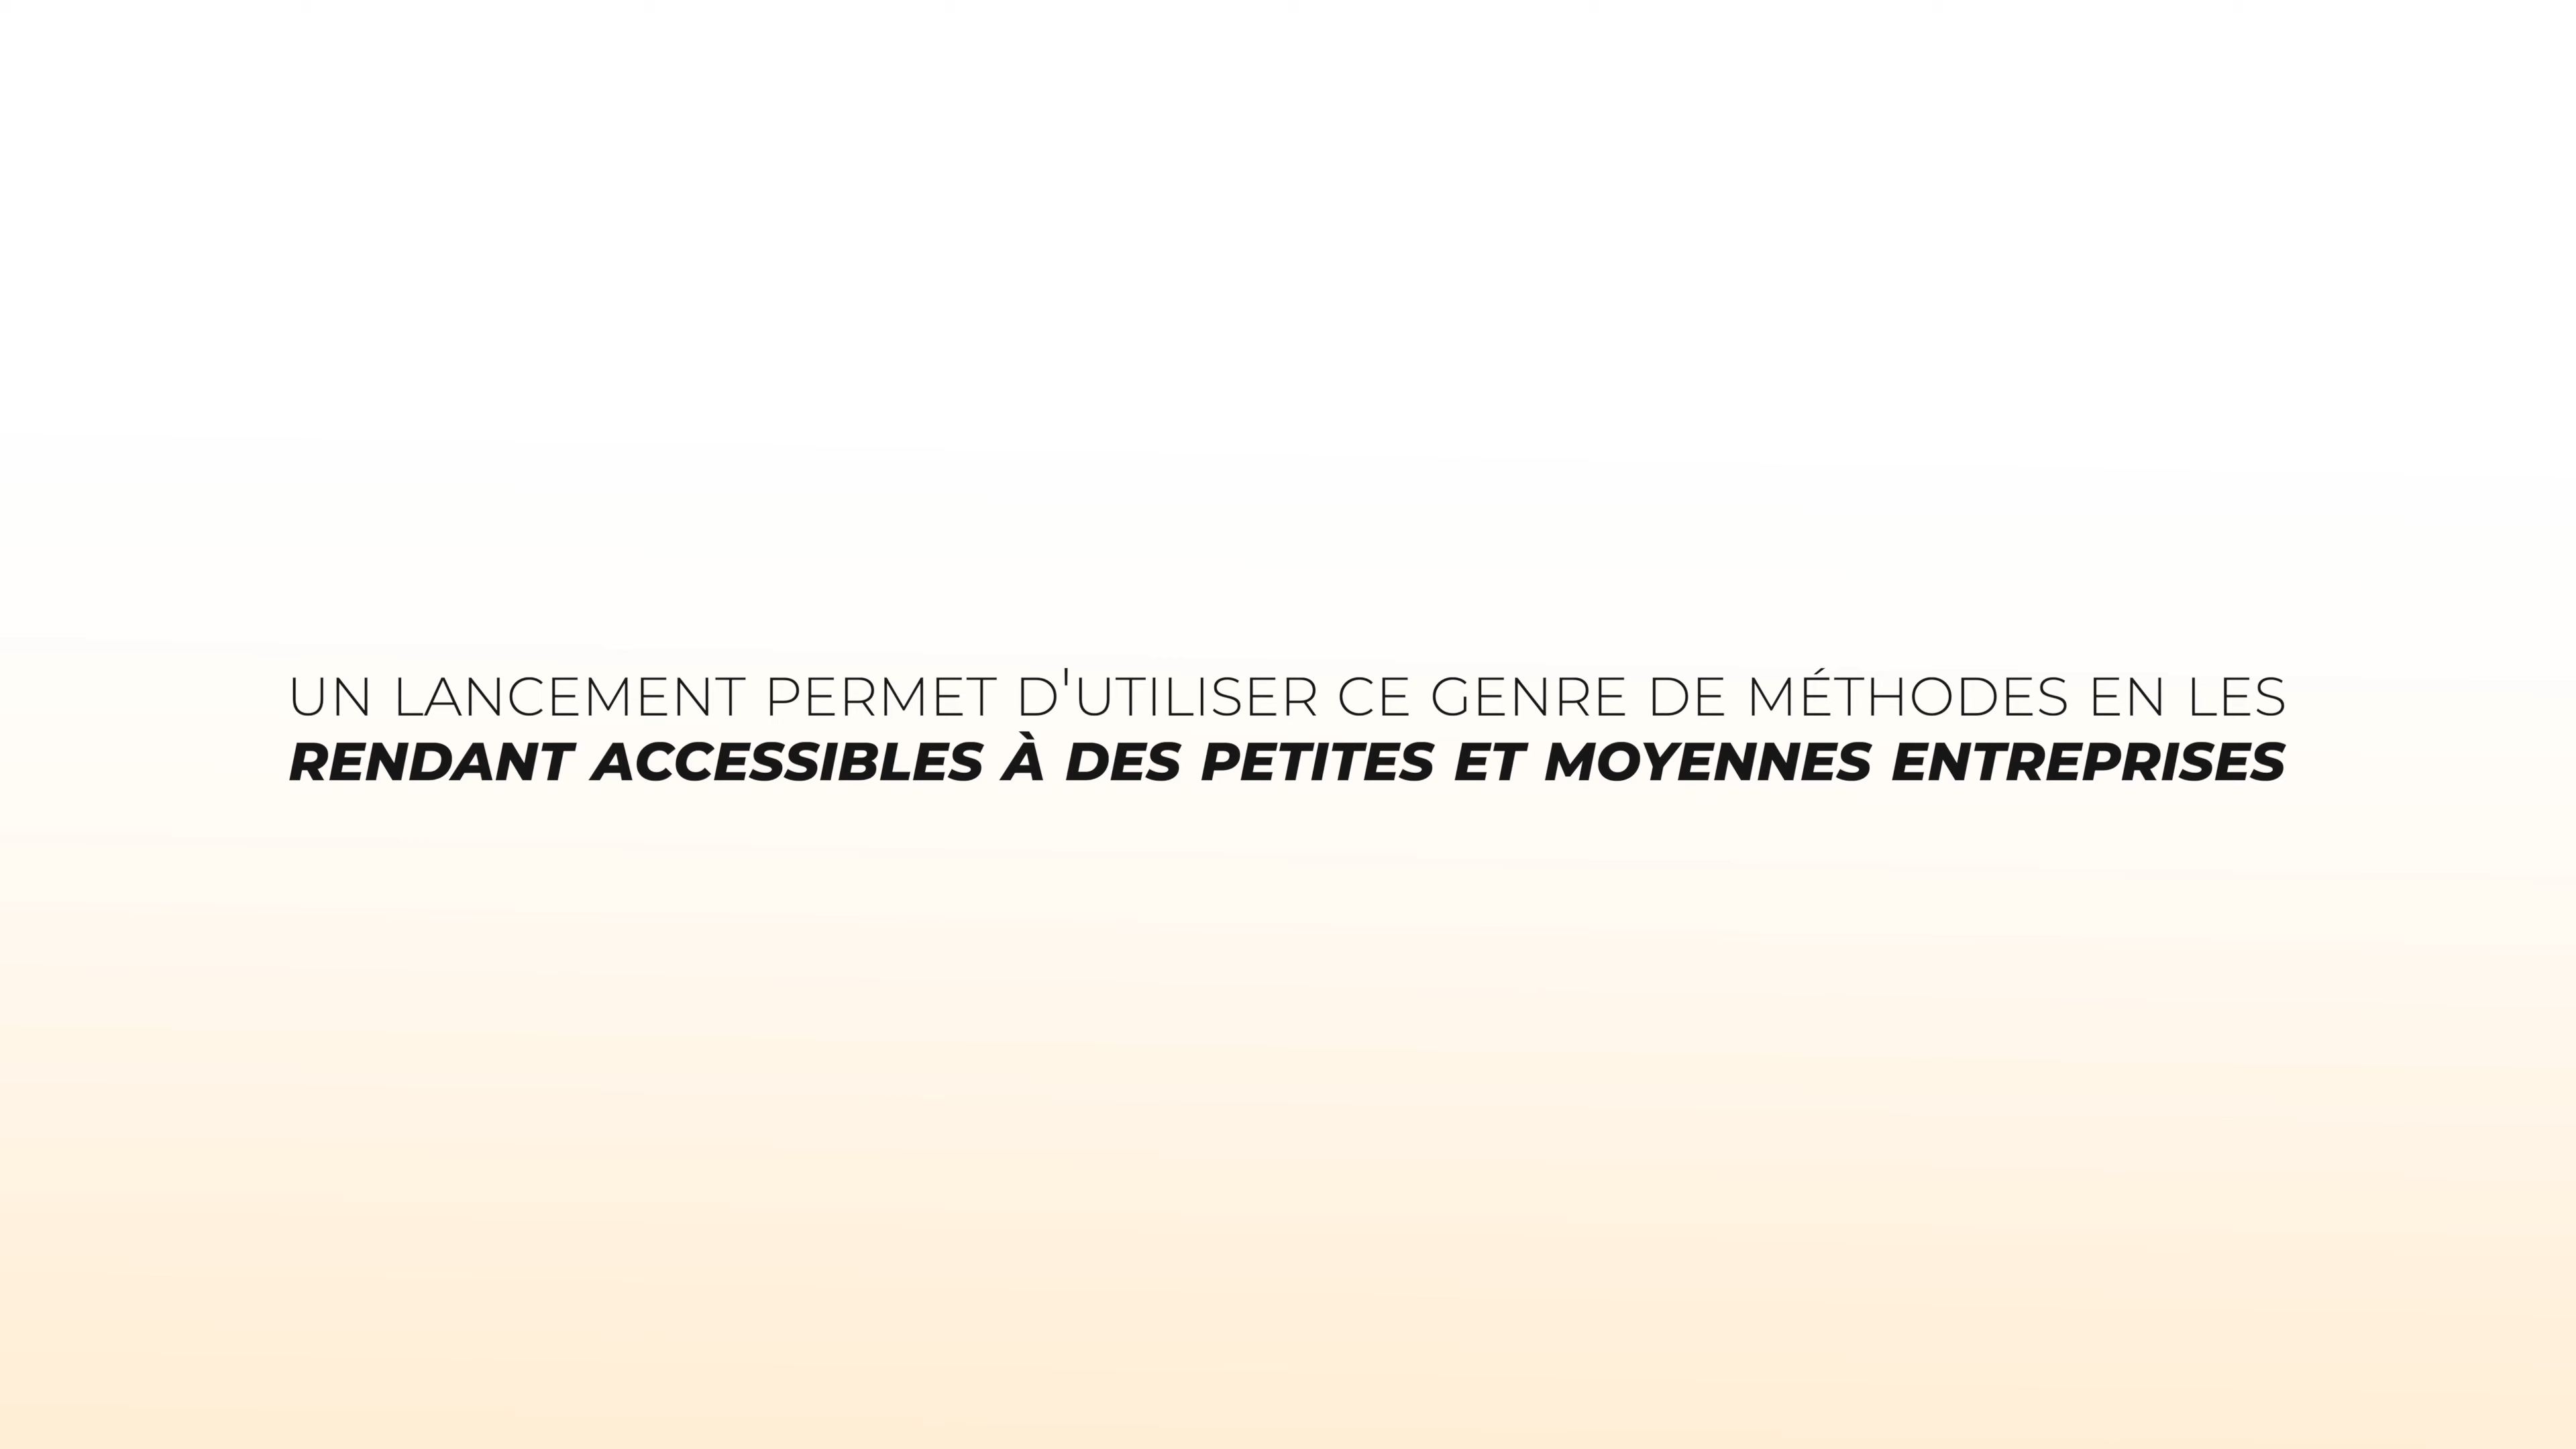 UN LANCEMENT PERMET D'UTILISER CE GENRE DE MÉTHODES EN LES
RENDANT ACCESSIBLES À DES PETITES ET MOYENNES ENTREPRISES